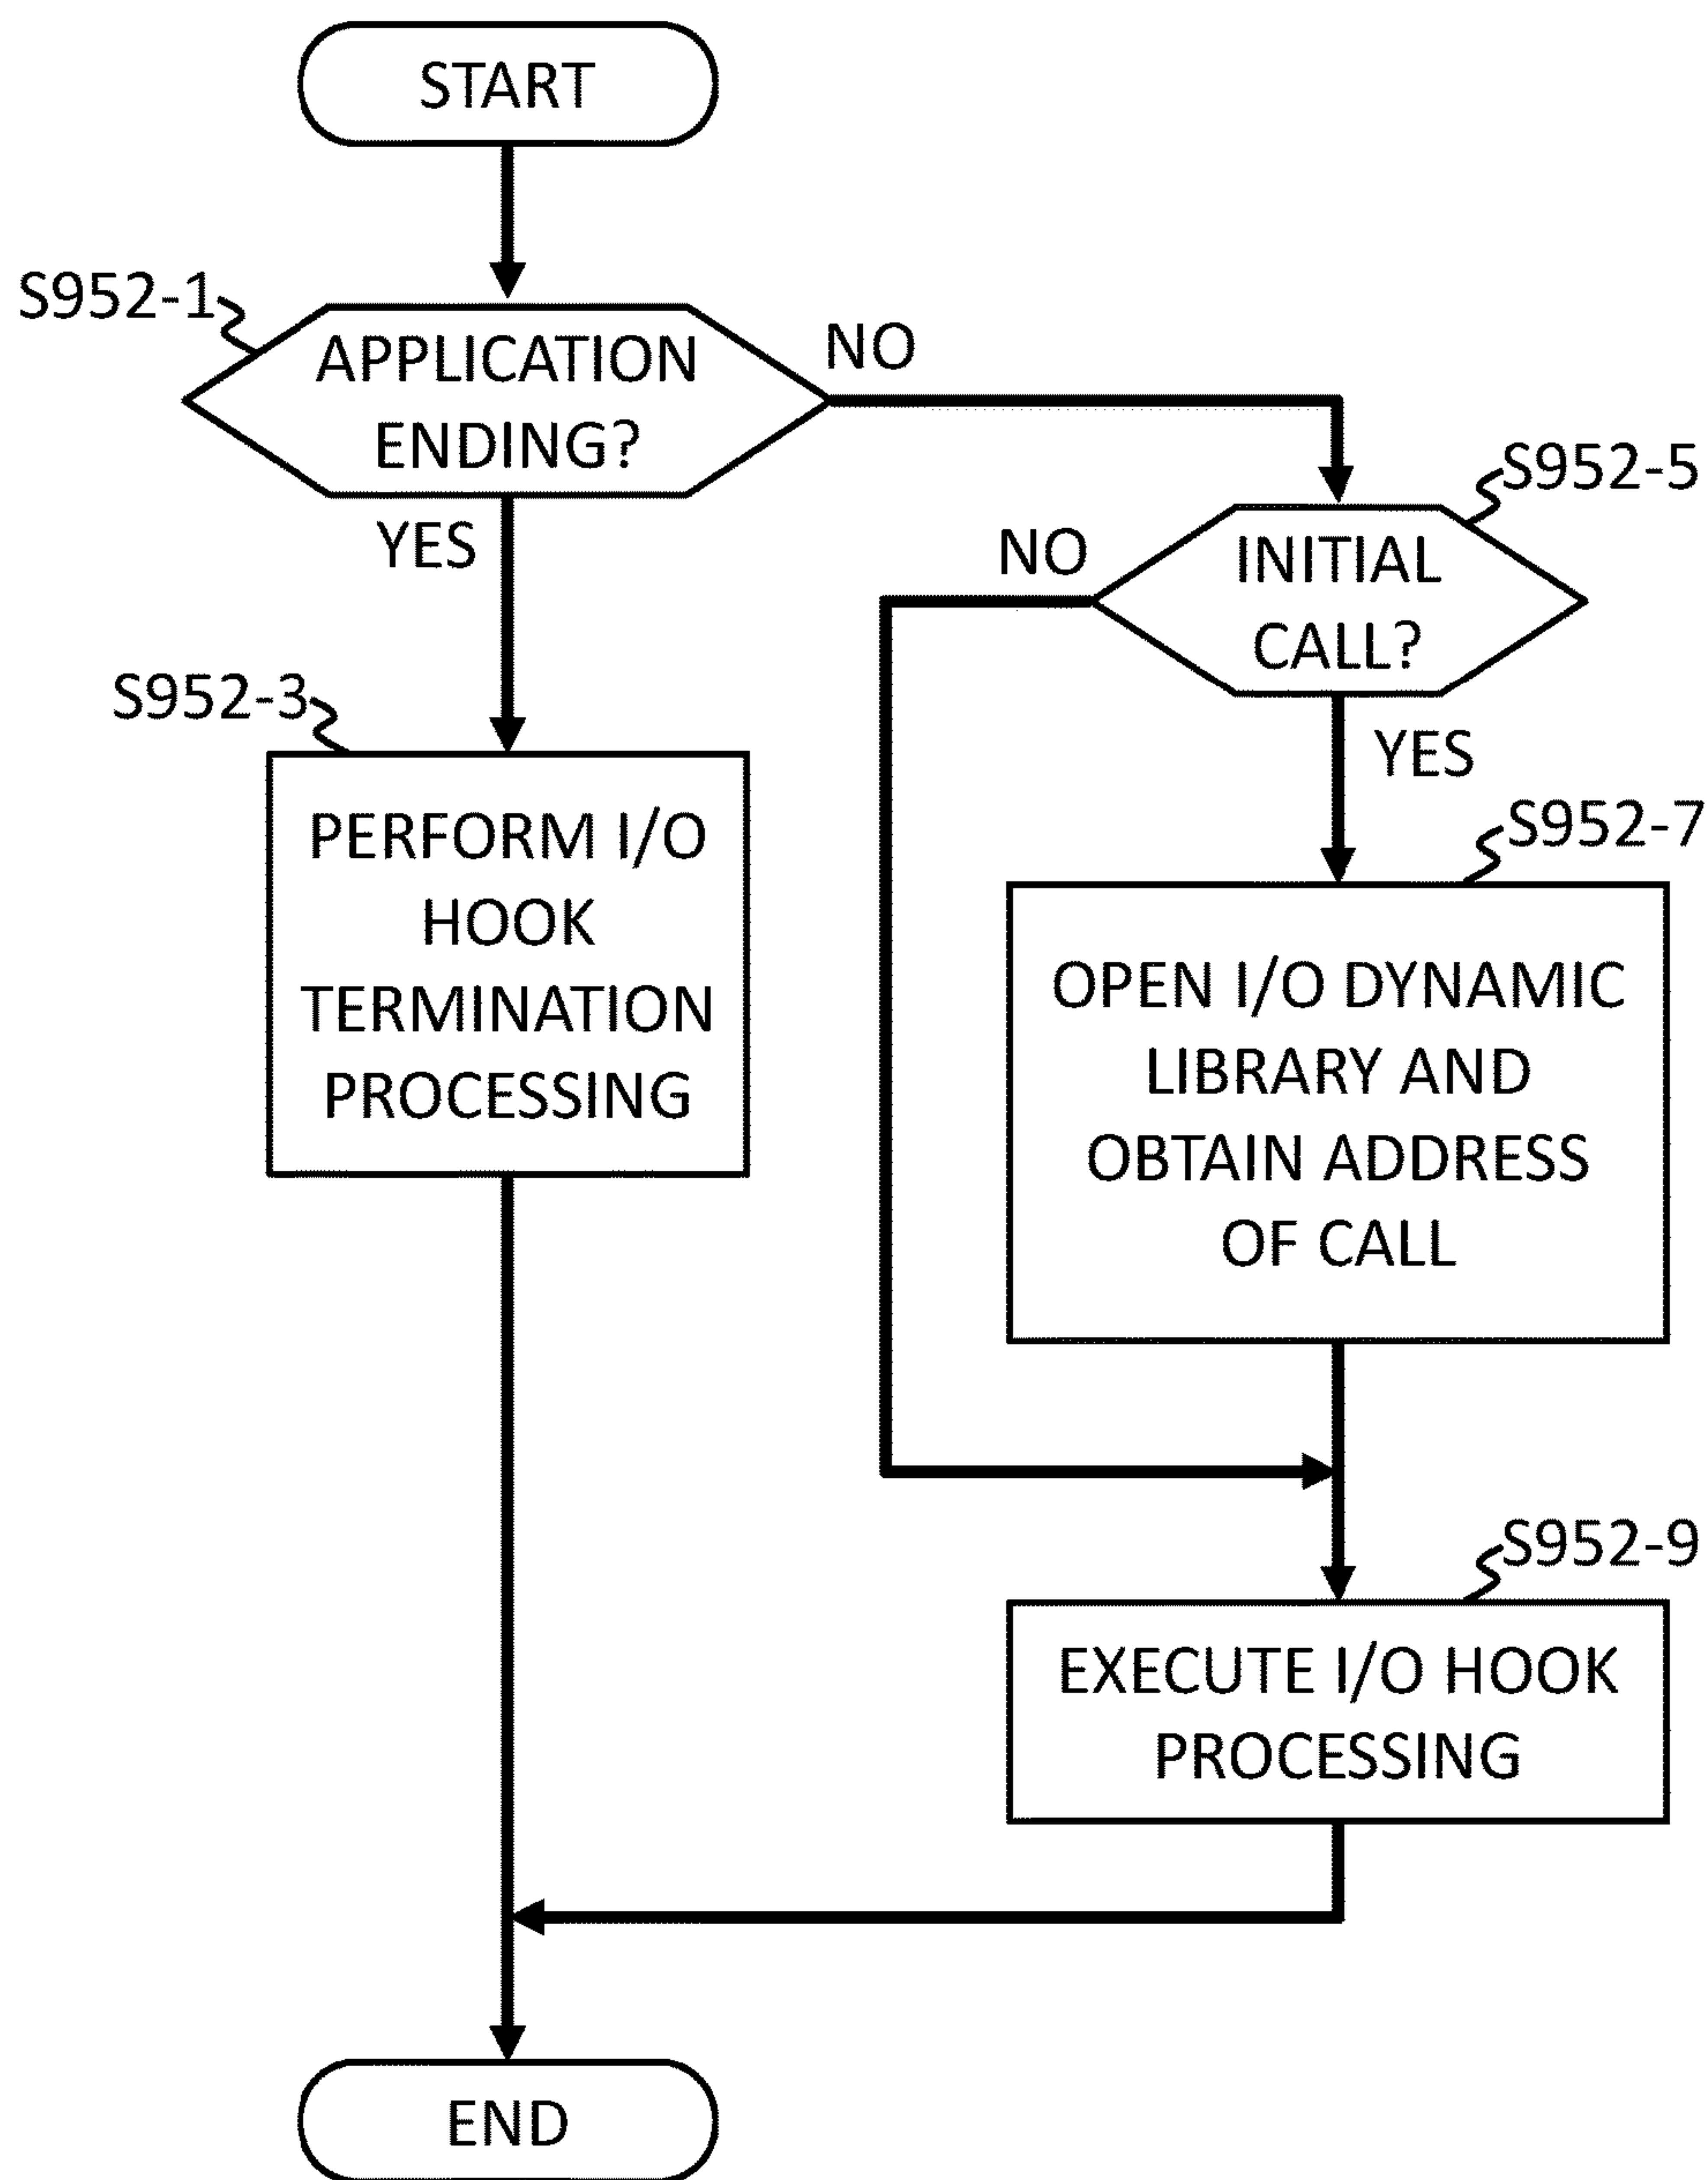 START
S952-1
APPLICATION
ENDING?
NO
YES
S952-5
INITIAL
CALL?
NO
YES
S952-3
PERFORM I/O
HOOK
TERMINATION
PROCESSING
S952-7
OPEN I/O DYNAMIC
LIBRARY AND
OBTAIN ADDRESS
OF CALL
S952-9
EXECUTE I/O HOOK
PROCESSING
END